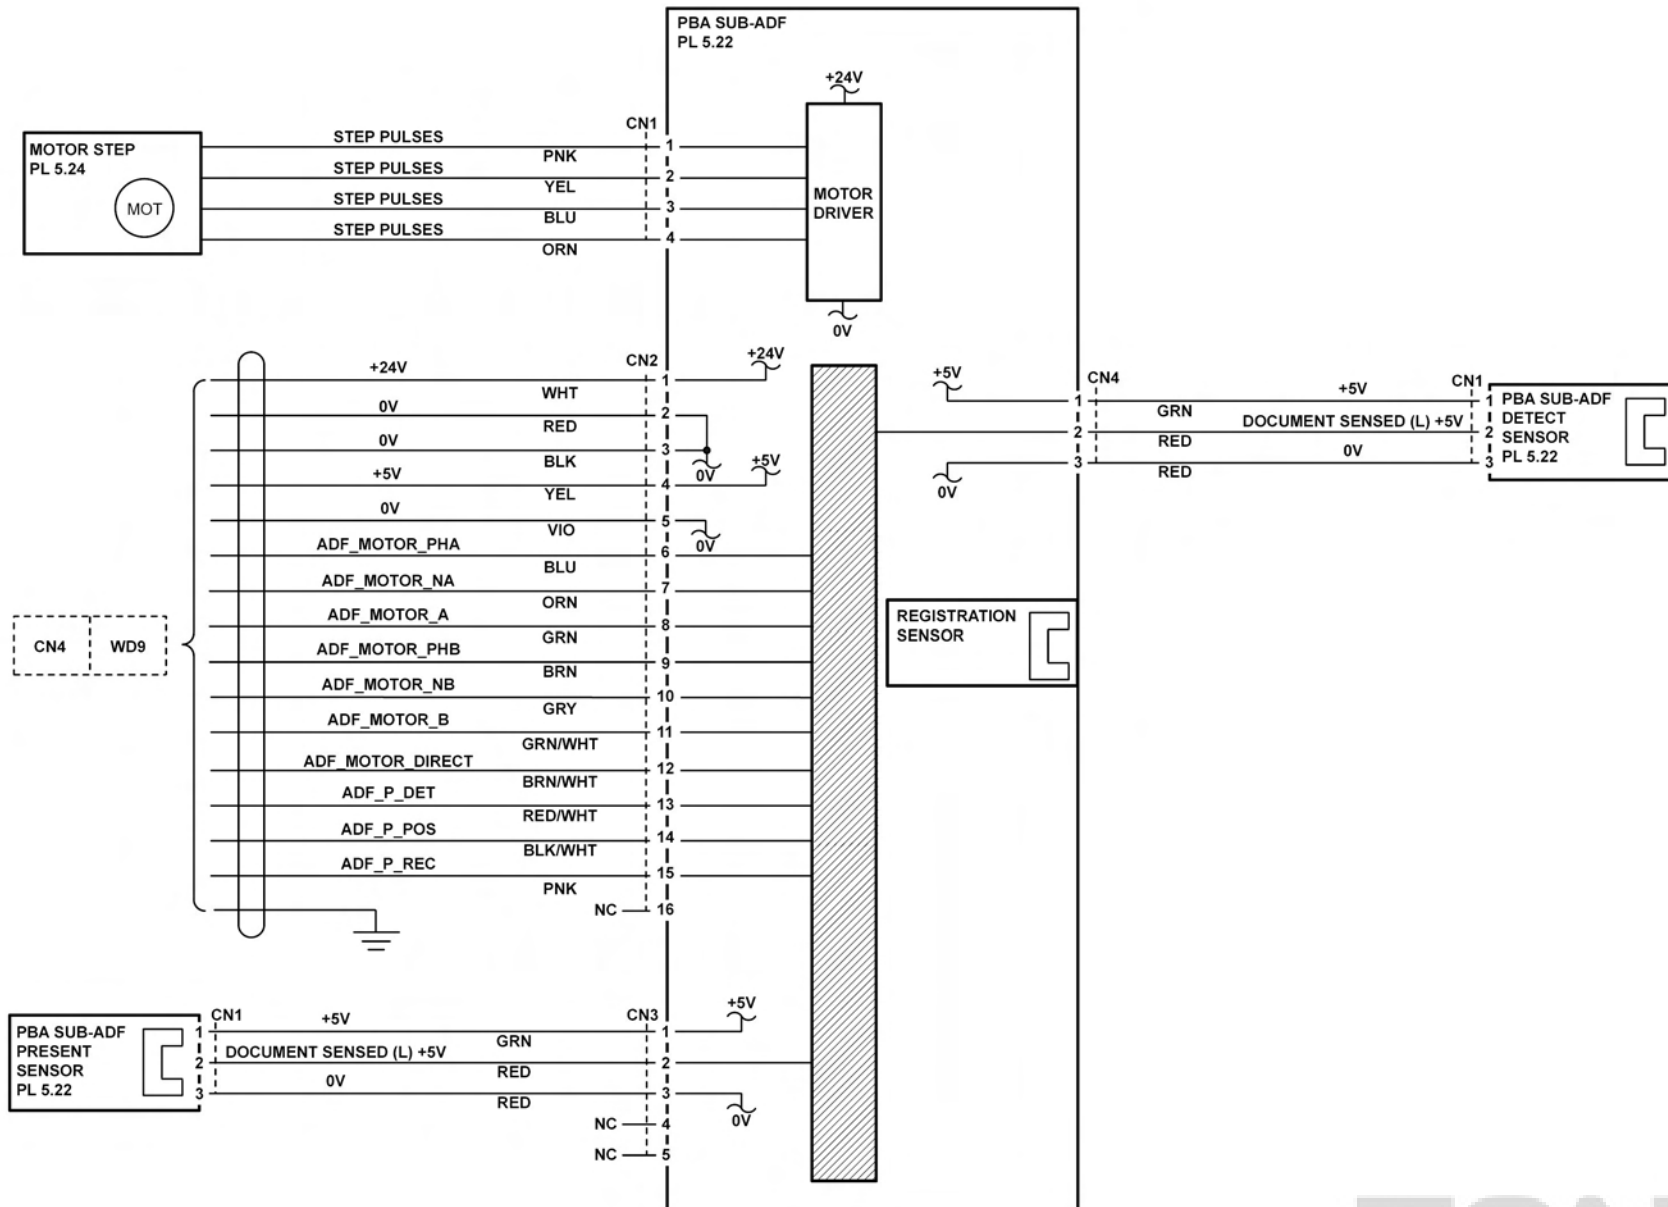 PBA SUB-ADF
PL 5.22
+24V
MOTOR
DRIVER
0V
MOTOR STEP
PL 5.24
MOT
CN1
STEP PULSES
1
PNK
STEP PULSES
2
YEL
STEP PULSES
3
BLU
STEP PULSES
4
ORN
CN2
+24V
1
+24V
WHT
0V
2
RED
0V
3
0V
BLK
+5V
4
+5V
YEL
0V
5
0V
VIO
ADF_MOTOR_PHA
6
BLU
ADF_MOTOR_NA
7
ORN
ADF_MOTOR_A
8
GRN
ADF_MOTOR_PHB
9
BRN
ADF_MOTOR_NB
10
GRY
ADF_MOTOR_B
11
GRN/WHT
ADF_MOTOR_DIRECT
12
BRN/WHT
ADF_P_DET
13
RED/WHT
ADF_P_POS
14
BLK/WHT
ADF_P_REC
15
PNK
NC 16
CN4 WD9
+5V
CN4
1
GRN
+5V
CN1
1
2
RED
DOCUMENT SENSED (L) +5V
2
0V
3
RED
0V
3
PBA SUB-ADF
DETECT
SENSOR
PL 5.22
REGISTRATION
SENSOR
PBA SUB-ADF
PRESENT
SENSOR
PL 5.22
CN1
CN3
1
+5V
GRN
1
+5V
2
DOCUMENT SENSED (L) +5V
RED
2
3
0V
RED
3
0V
NC 4
NC 5